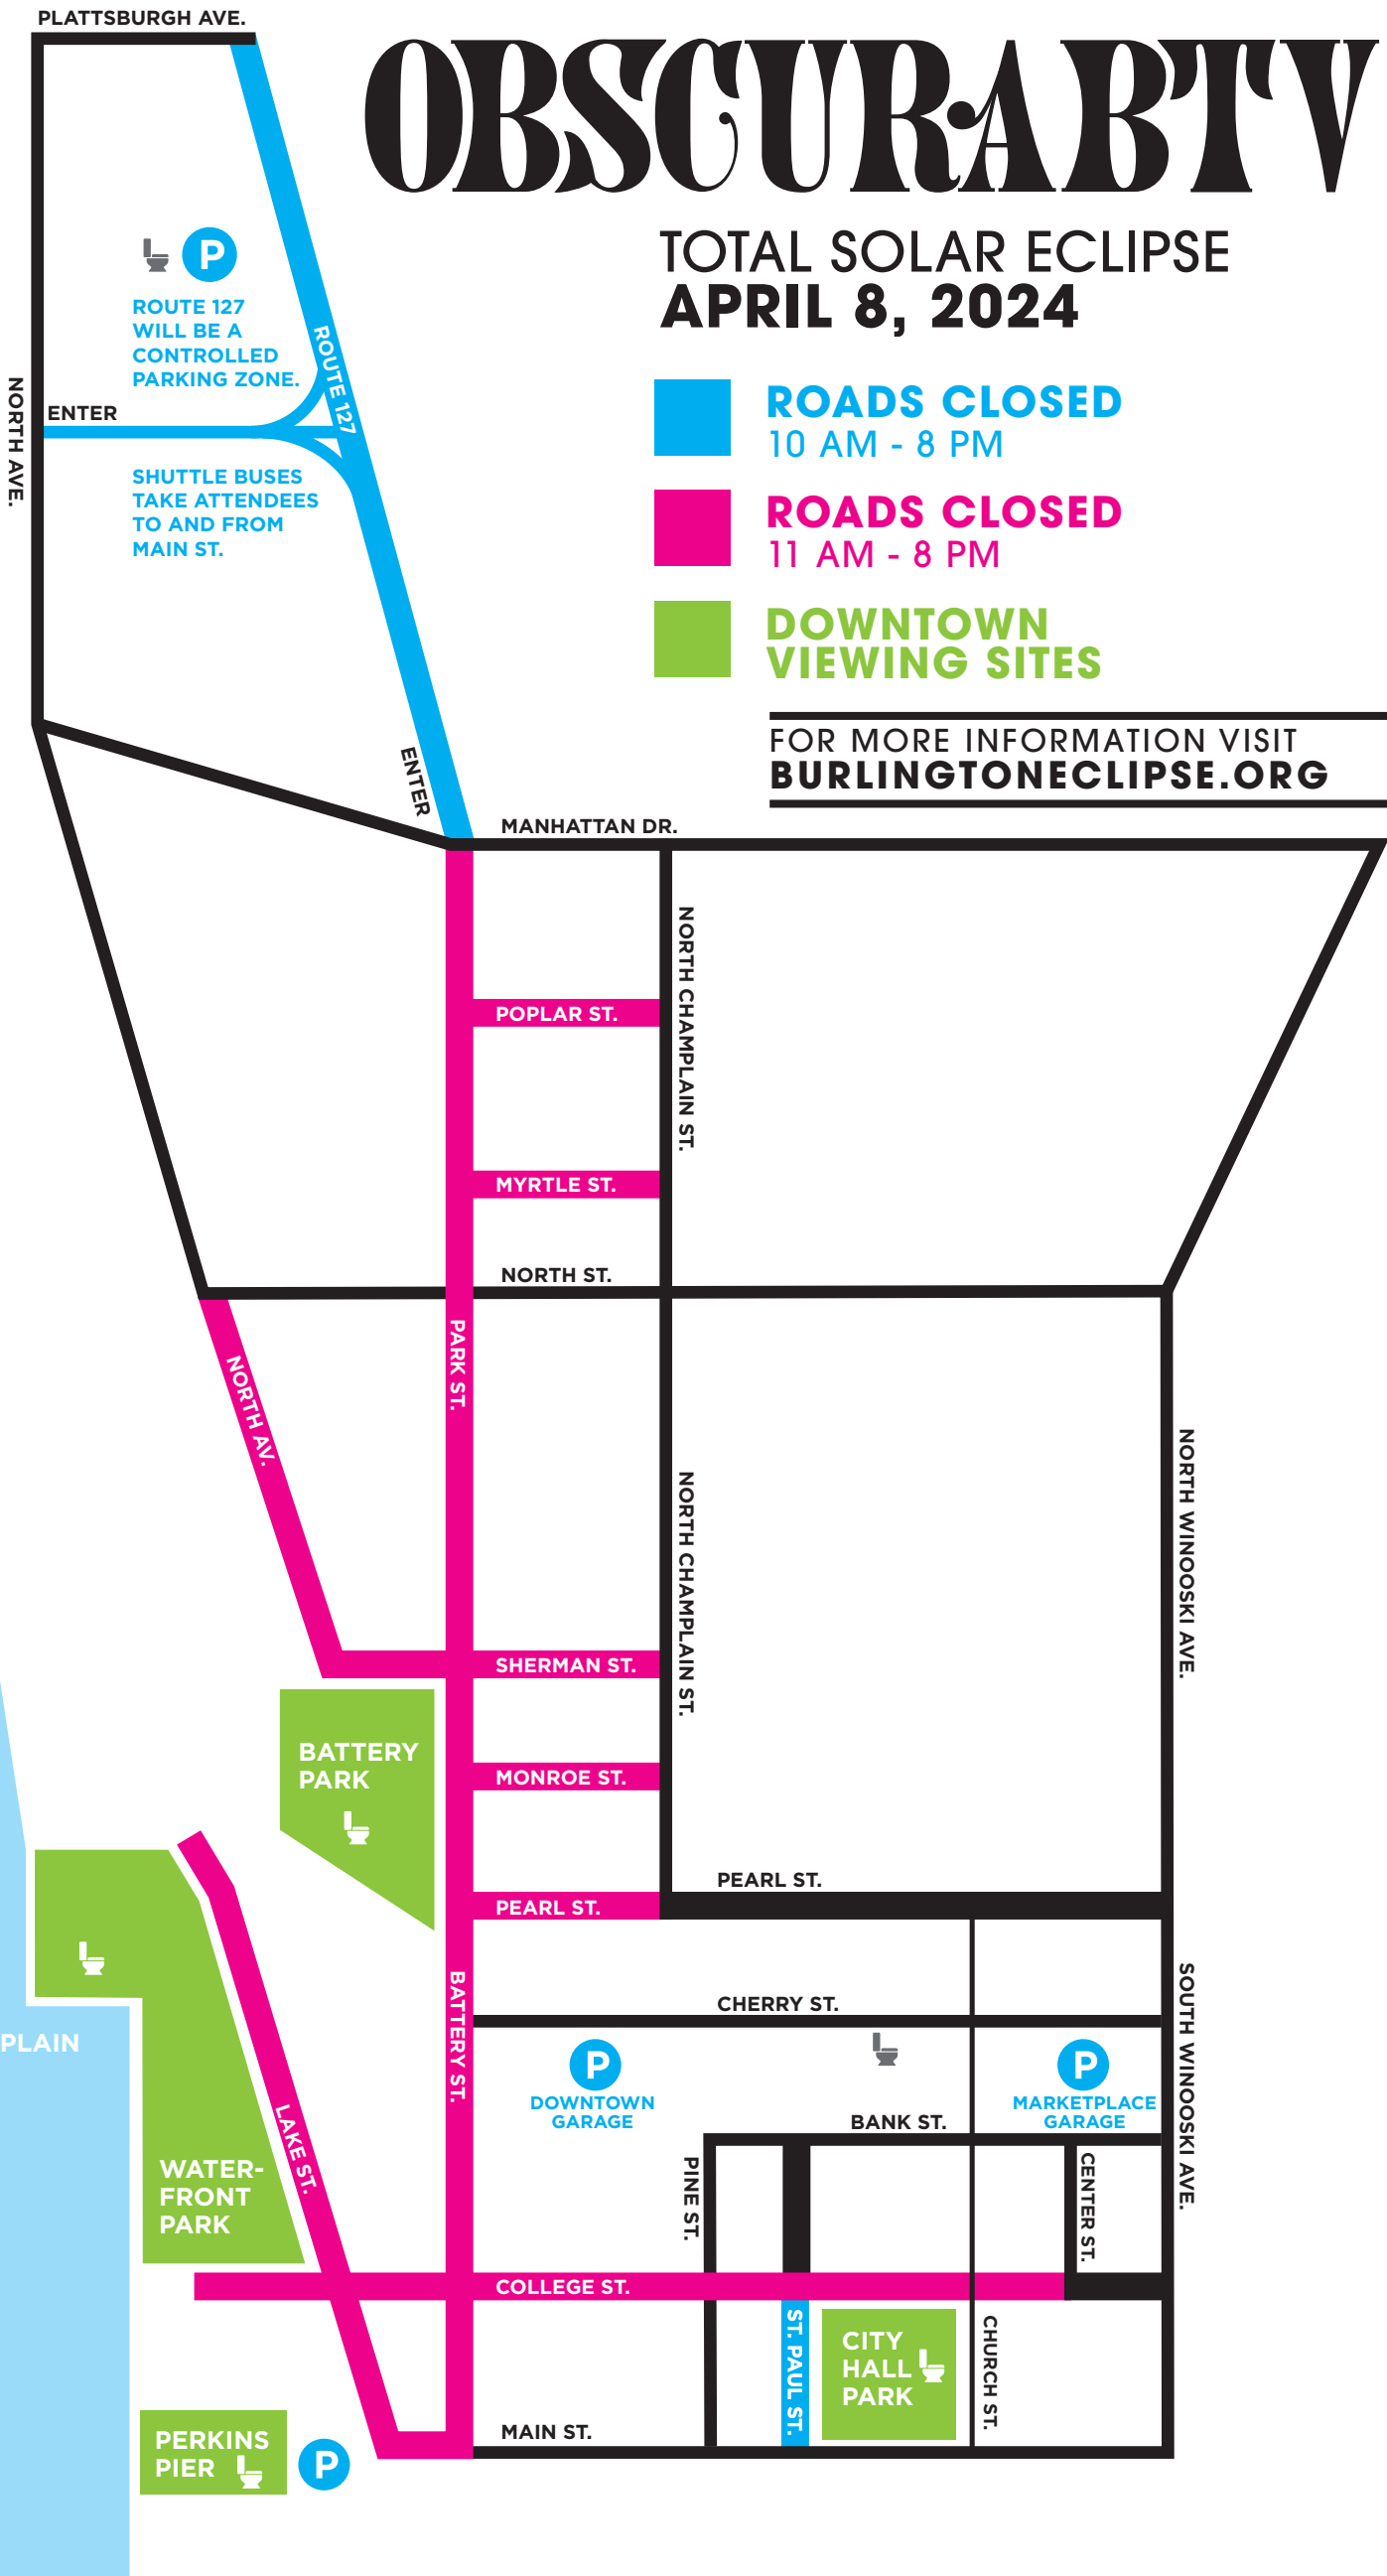 PLATTSBURGH AVE.
OBSCURABTV
TOTAL SOLAR ECLIPSE
APRIL 8, 2024
P
ROUTE 127
WILL BE A
CONTROLLED
PARKING ZONE.
ROUTE 127
NORTH AVE.
ENTER
SHUTTLE BUSES
TAKE ATTENDEES
TO AND FROM
MAIN ST.
ROADS CLOSED
10 AM - 8 PM
ROADS CLOSED
11 AM - 8 PM
DOWNTOWN
VIEWING SITES
FOR MORE INFORMATION VISIT
BURLINGTONECLIPSE.ORG
ENTER
MANHATTAN DR.
NORTH CHAMPLAIN ST.
POPLAR ST.
MYRTLE ST.
NORTH ST.
PARK ST.
NORTH AV.
NORTH CHAMPLAIN ST.
NORTH WINOOSKI AVE.
SHERMAN ST.
BATTERY
PARK
MONROE ST.
PEARL ST.
PEARL ST.
BATTERY ST.
CHERRY ST.
SOUTH WINOOSKI AVE.
PLAIN
P
DOWNTOWN
GARAGE
P
MARKETPLACE
GARAGE
BANK ST.
LAKE ST.
WATER-
FRONT
PARK
PINE ST.
CENTER ST.
COLLEGE ST.
ST. PAUL ST.
CITY
HALL
PARK
CHURCH ST.
MAIN ST.
PERKINS
PIER
P